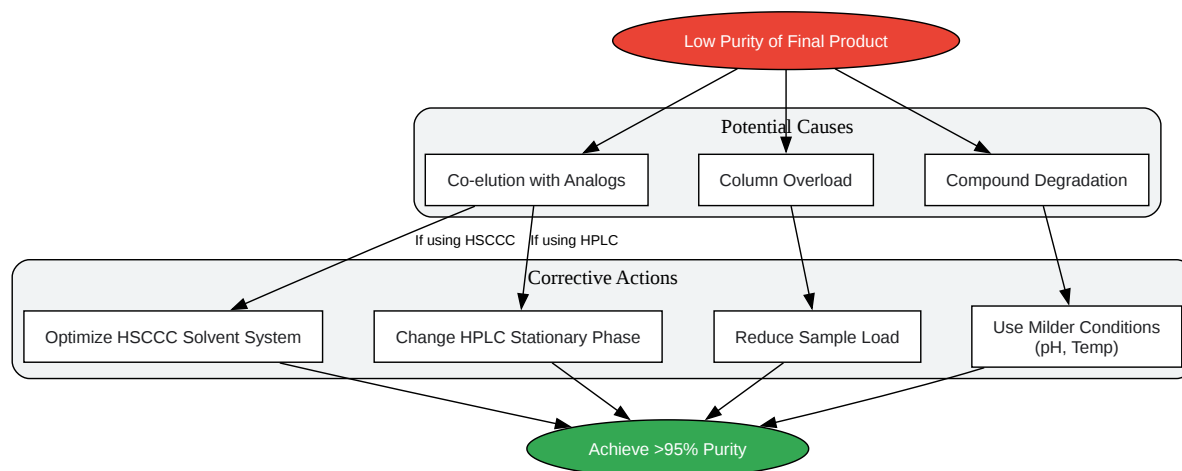 Low Purity of Final Product
Potential Causes
Co-elution with Analogs
Column Overload
Compound Degradation
If using HSCCC
If using HPLC
Corrective Actions
Optimize HSCCC Solvent System
Change HPLC Stationary Phase
Reduce Sample Load
Use Milder Conditions
(pH, Temp)
Achieve >95% Purity